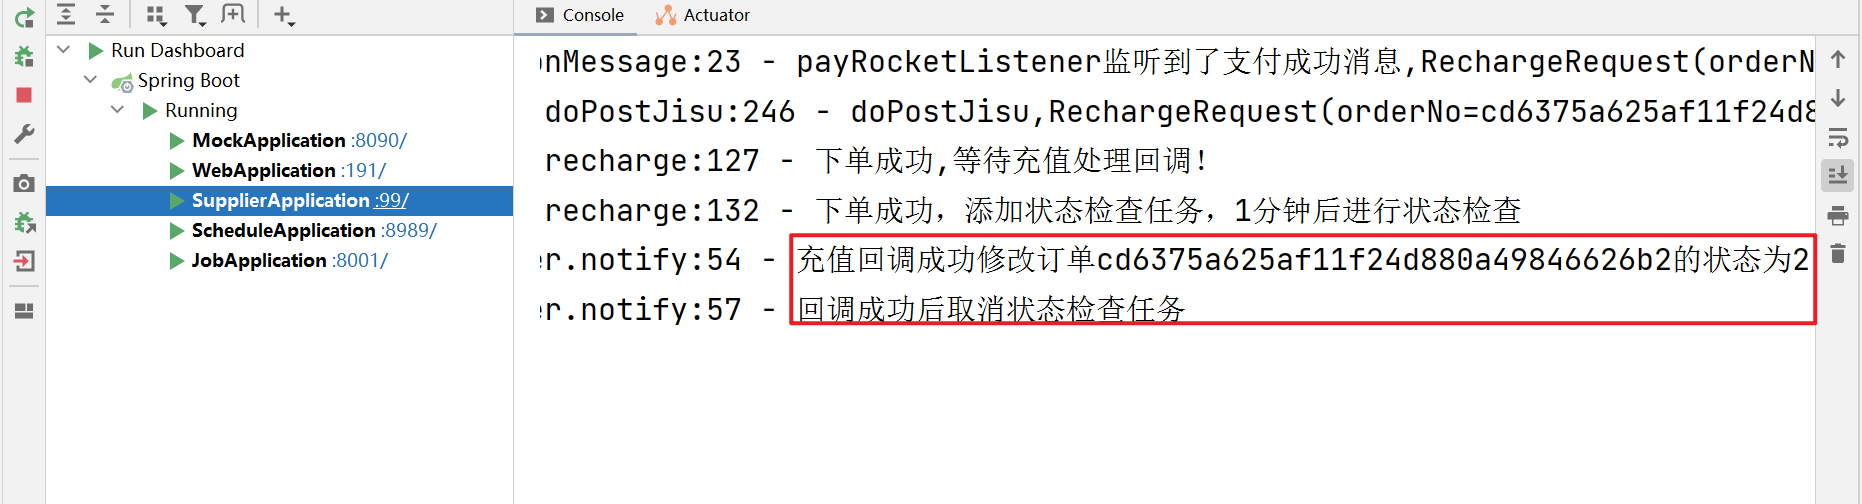 Run Dashboard
Spring Boot
Running
MockApplication :8090/
WebApplication :191/
SupplierApplication :99/
ScheduleApplication :8989/
JobApplication :8001/
Console
Actuator
onMessage:23 - payRocketListener监听到了支付成功消息,RechargeRequest(orderN
doPostJisu:246 - doPostJisu,RechargeRequest(orderNo=cd6375a625af11f24d8
recharge:127 - 下单成功,等待充值处理回调!
recharge:132 - 下单成功，添加状态检查任务，1分钟后进行状态检查
er.notify:54 - 充值回调成功修改订单cd6375a625af11f24d880a49846626b2的状态为2
er.notify:57 - 回调成功后取消状态检查任务